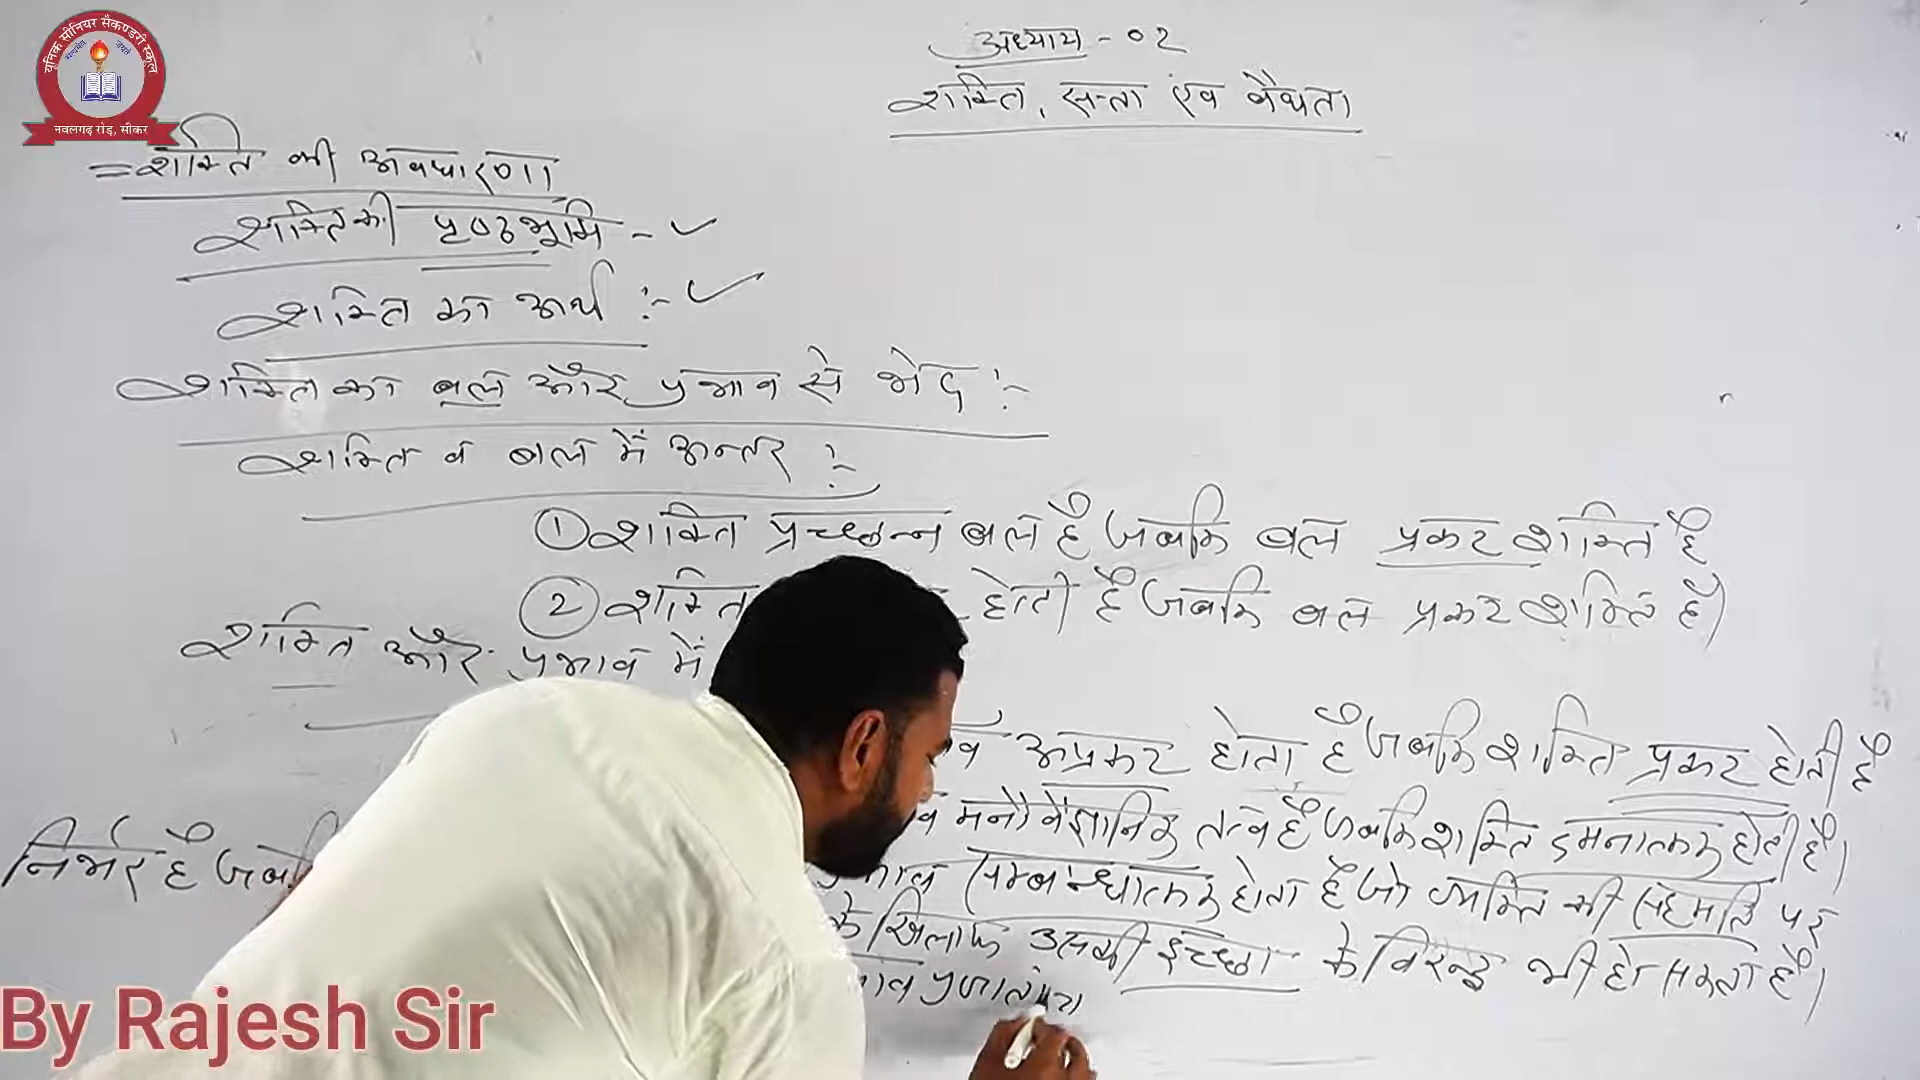 यूनिक सीनियर सैकण्डरी स्कूल
नवलगढ़ रोड़, सीकर
अध्याय - ०२
शक्ति, सत्ता एंव वैधता
= शक्ति की अवधारणा
शक्ति की पृष्ठभूमि -
शक्ति का अर्थ :-
शक्ति का बल और प्रभाव से भेद :-
शक्ति व बल में अन्तर :-
① शक्ति प्रच्छन्न बल है जबकि बल प्रकट शक्ति है
② शक्ति होती है जबकि बल प्रकट शक्ति है।
शक्ति और प्रभाव में
अप्रकट होता है जबकि शक्ति प्रकट होती है
मनोवैज्ञानिक तत्व है जबकि शक्ति दमनात्मक होती है।
सम्बन्धात्मक होता है जो व्यक्ति की सहमति पर
निर्भर है
के खिलाफ उसकी इच्छा के विरुद्ध भी हो सकता है।
By Rajesh Sir